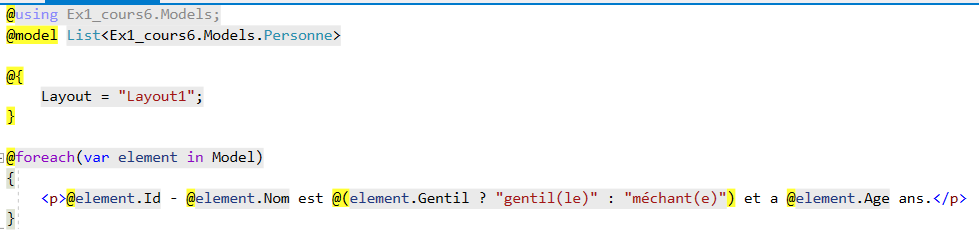 @using Ex1_cours6.Models;
@model List<Ex1_cours6.Models.Personne>
@{
Layout = "Layout1";
}
@foreach(var element in Model)
{
<p>@element.Id - @element.Nom est @(element.Gentil ? "gentil(le)" : "méchant(e)") et a @element.Age ans.</p>
}